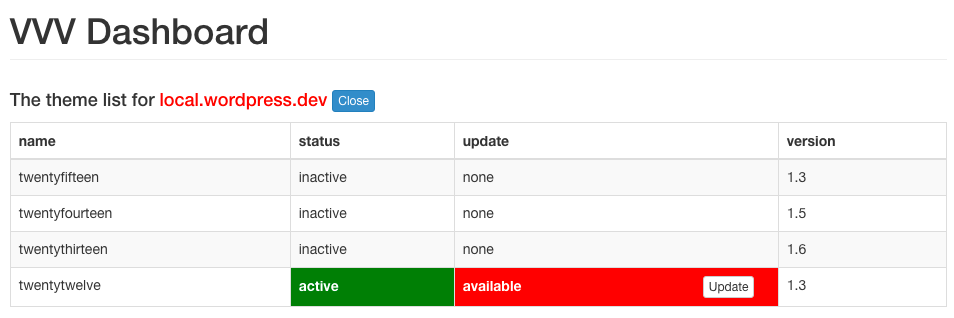 VVV Dashboard
The theme list for local.wordpress.dev Close
name status update version
twentyfifteen inactive none 1.3
twentyfourteen inactive none 1.5
twentythirteen inactive none 1.6
twentytwelve active available Update 1.3